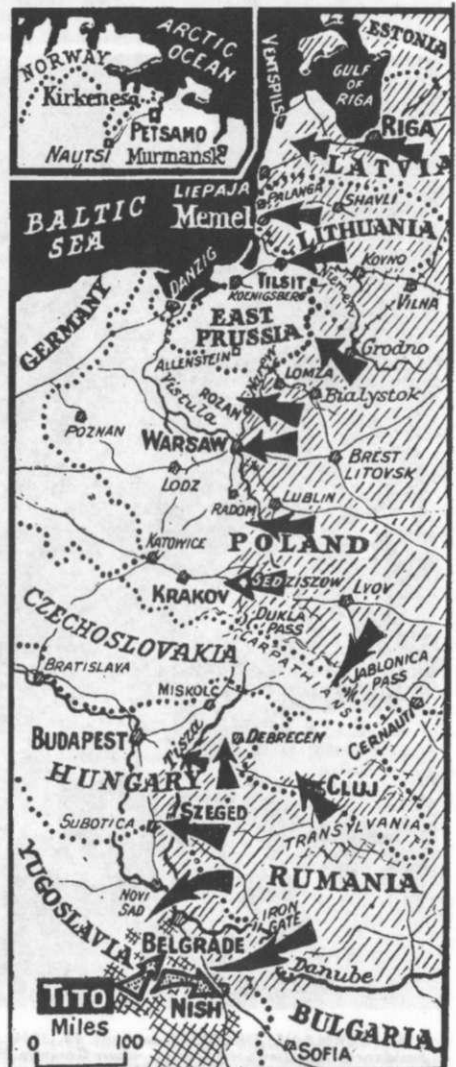 ARCTIC
OCEAN
NORWAY
Kirkenes
PETSAMO
NAUTSI
Murmansk
ESTONIA
GULF
OF
RIGA
VENTSPILS
RIGA
LATVIA
LIEPAJA
PALANGA
SHAVLI
BALTIC
SEA
Memel
LITHUANIA
DANZIG
TILSIT
KOENIGSBERG
KOVNO
Niemen
VILNA
GERMANY
EAST
PRUSSIA
ALLENSTEIN
Grodno
LOMZA
Narew
Vistula
ROZAN
Bialystok
POZNAN
WARSAW
BREST
LITOVSK
LODZ
RADOM
LUBLIN
POLAND
KATOWICE
KRAKOV
SEDZISZOW
LVOV
DUKLA
PASS
CZECHOSLOVAKIA
CARPATHIANS
JABLONICA
PASS
BRATISLAVA
MISKOLC
CERNAUTI
BUDAPEST
Tisza
DEBRECEN
HUNGARY
CLUJ
SZEGED
SUBOTICA
TRANSYLVANIA
RUMANIA
YUGOSLAVIA
NOVI
SAD
IRON
GATE
BELGRADE
Danube
TITO
NISH
BULGARIA
Miles
0 100
SOFIA